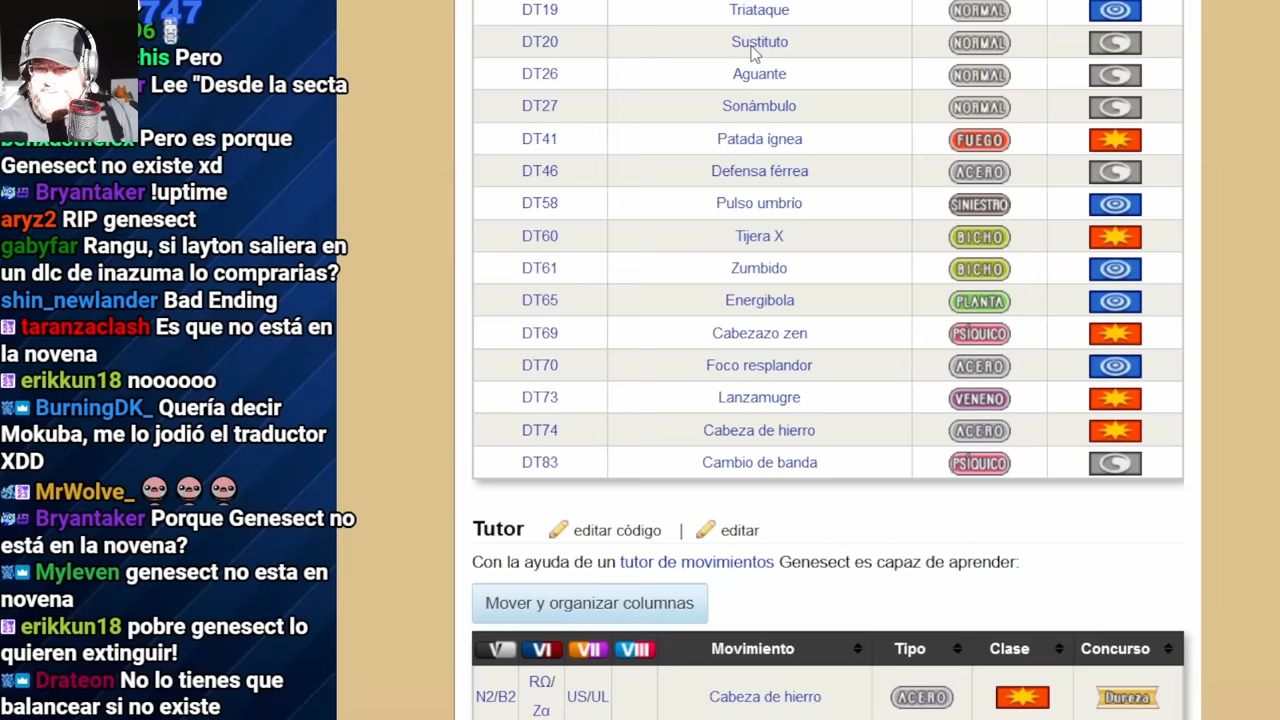 747
96
chis Pero
Lee "Desde la secta
Pero es porque
Genesect no existe xd
Bryantaker !uptime
aryz2 RIP genesect
gabyfar Rangu, si layton saliera en
un dlc de inazuma lo comprarias?
shin_newlander Bad Ending
taranzaclash Es que no está en
la novena
erikkun18 noooooo
BurningDK_ Quería decir
Mokuba, me lo jodió el traductor
XDD
MrWolve_
Bryantaker Porque Genesect no
está en la novena?
Myleven genesect no esta en
novena
erikkun18 pobre genesect lo
quieren extinguir!
Drateon No lo tienes que
balancear si no existe
DT19 Triataque NORMAL
DT20 Sustituto NORMAL
DT26 Aguante NORMAL
DT27 Sonámbulo NORMAL
DT41 Patada ígnea FUEGO
DT46 Defensa férrea ACERO
DT58 Pulso umbrío SINIESTRO
DT60 Tijera X BICHO
DT61 Zumbido BICHO
DT65 Energibola PLANTA
DT69 Cabezazo zen PSÍQUICO
DT70 Foco resplandor ACERO
DT73 Lanzamugre VENENO
DT74 Cabeza de hierro ACERO
DT83 Cambio de banda PSÍQUICO
Tutor editar código | editar
Con la ayuda de un tutor de movimientos Genesect es capaz de aprender:
Mover y organizar columnas
V VI VII VIII Movimiento Tipo Clase Concurso
N2/B2 RΩ/Zα US/UL Cabeza de hierro ACERO Dureza